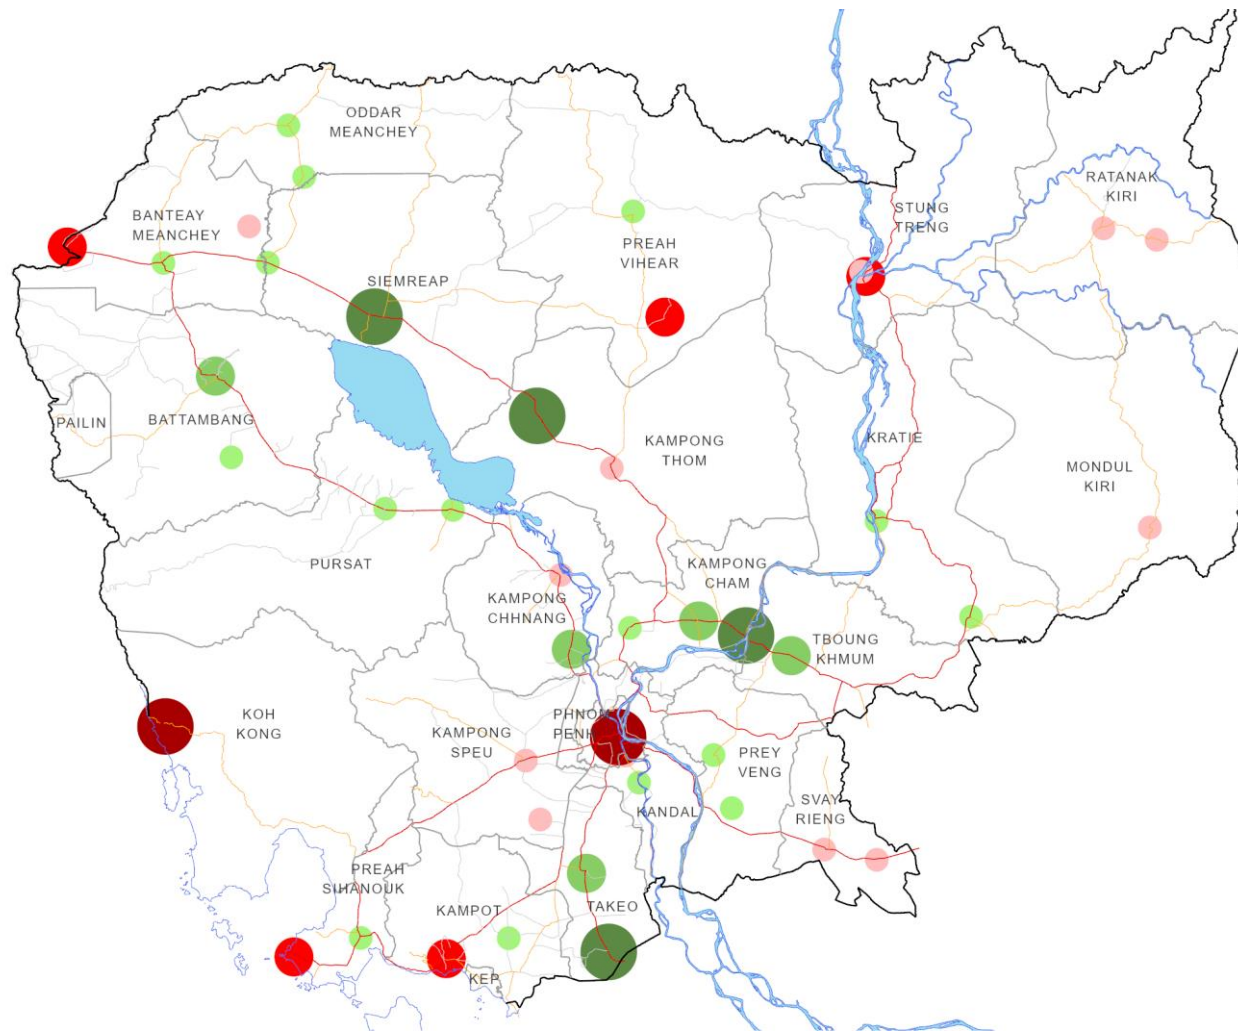 ODDAR
MEANCHEY
RATANAK
KIRI
BANTEAY
MEANCHEY
STUNG
TRENG
PREAH
VIHEAR
SIEMREAP
PAILIN
BATTAMBANG
KAMPONG
THOM
KRATIE
MONDUL
KIRI
PURSAT
KAMPONG
CHAM
KAMPONG
CHHNANG
TBOUNG
KHMUM
KOH
KONG
PHNOM
PENH
KAMPONG
SPEU
PREY
VENG
SVAY
RIENG
KANDAL
PREAH
SIHANOUK
KAMPOT
TAKEO
KEP